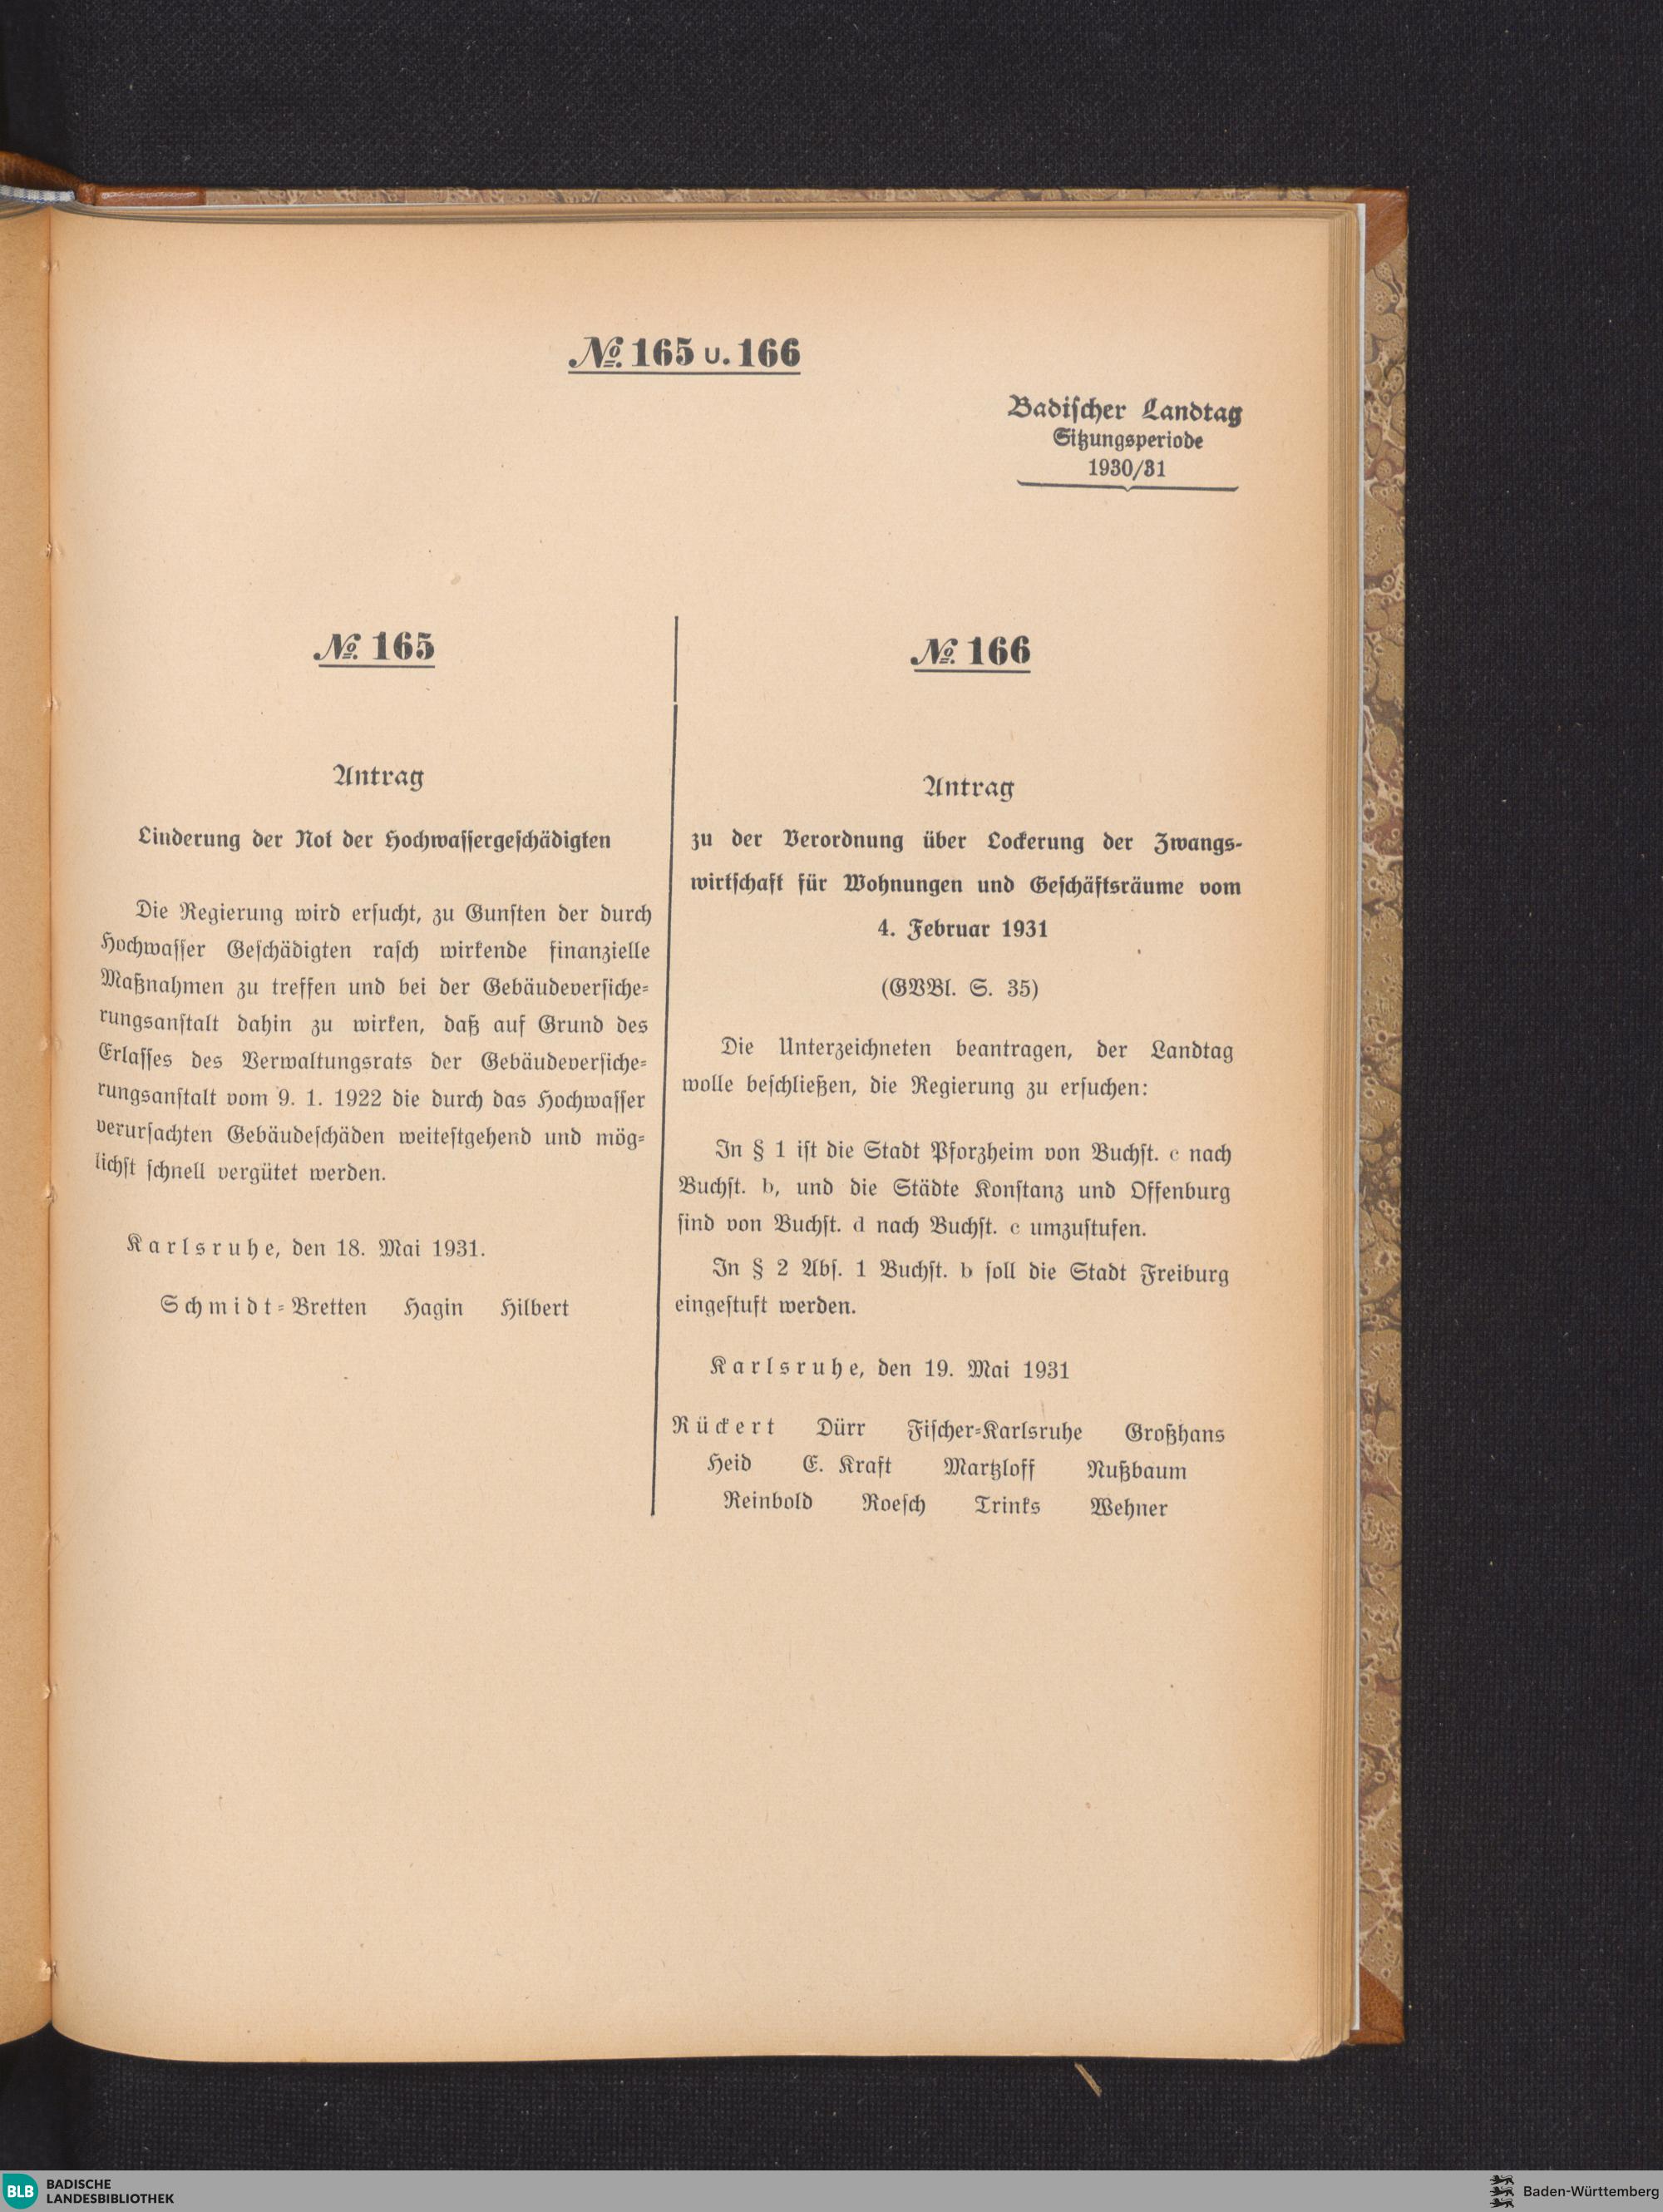 № 165 u. 166
Badischer Landtag
Sitzungsperiode
1930/31
№ 165
Antrag
Linderung der Not der Hochwassergeschädigten
Die Regierung wird ersucht, zu Gunsten der durch
Hochwasser Geschädigten rasch wirkende finanzielle
Maßnahmen zu treffen und bei der Gebäudeversiche-
rungsanstalt dahin zu wirken, daß auf Grund des
Erlasses des Verwaltungsrats der Gebäudeversiche-
rungsanstalt vom 9. 1. 1922 die durch das Hochwasser
verursachten Gebäudeschäden weitestgehend und mög-
lichst schnell vergütet werden.
Karlsruhe, den 18. Mai 1931.
Schmidt-Bretten Hagin Hilbert
№ 166
Antrag
zu der Verordnung über Lockerung der Zwangs-
wirtschaft für Wohnungen und Geschäftsräume vom
4. Februar 1931
(GVBl. S. 35)
Die Unterzeichneten beantragen, der Landtag
wolle beschließen, die Regierung zu ersuchen:
In § 1 ist die Stadt Pforzheim von Buchst. c nach
Buchst. b, und die Städte Konstanz und Offenburg
sind von Buchst. d nach Buchst. c umzustufen.
In § 2 Abs. 1 Buchst. b soll die Stadt Freiburg
eingestuft werden.
Karlsruhe, den 19. Mai 1931
Rückert Dürr Fischer-Karlsruhe Großhans
Heid E. Kraft Martzloff Nußbaum
Reinbold Roesch Trinks Wehner
BLB BADISCHE
LANDESBIBLIOTHEK
Baden-Württemberg